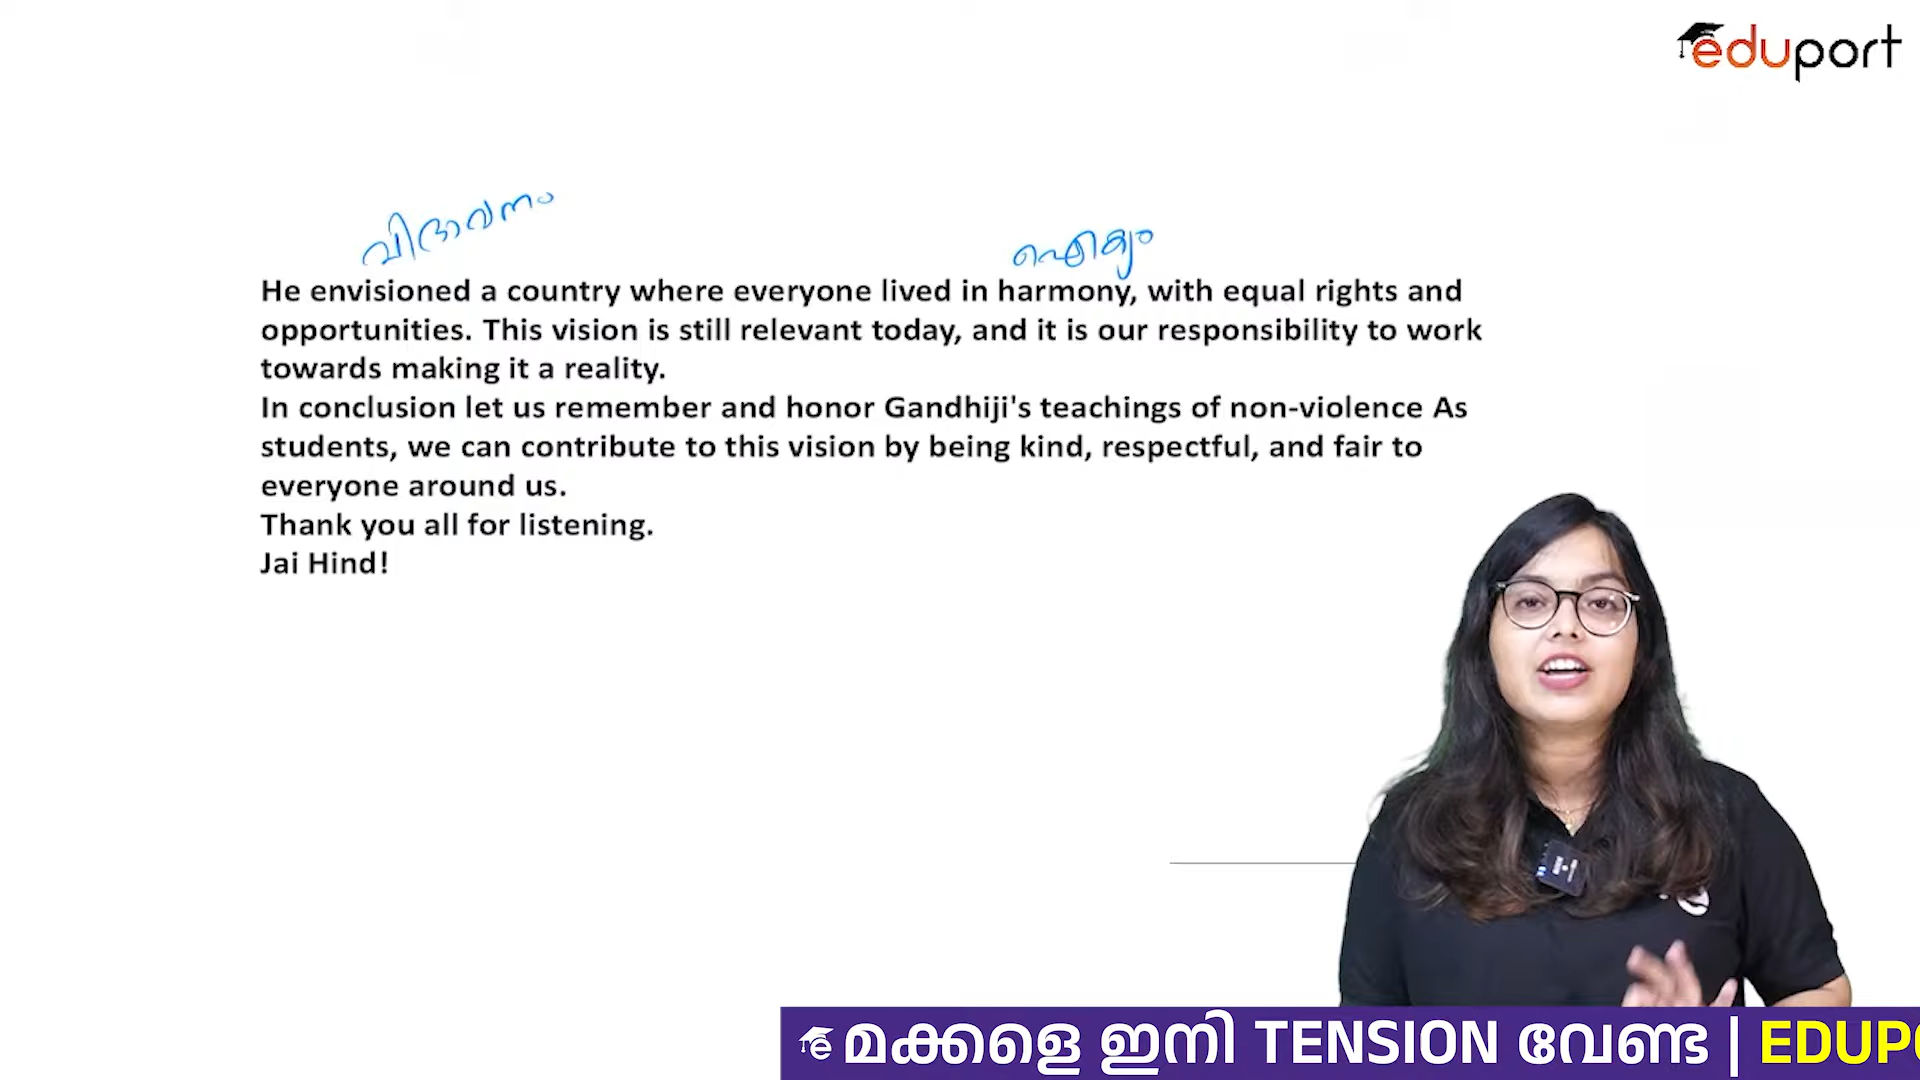 eduport
വിഭാവനം
ഐക്യം
He envisioned a country where everyone lived in harmony, with equal rights and
opportunities. This vision is still relevant today, and it is our responsibility to work
towards making it a reality.
In conclusion let us remember and honor Gandhiji's teachings of non-violence As
students, we can contribute to this vision by being kind, respectful, and fair to
everyone around us.
Thank you all for listening.
Jai Hind!
മക്കളെ ഇനി TENSION വേണ്ട | EDUPO